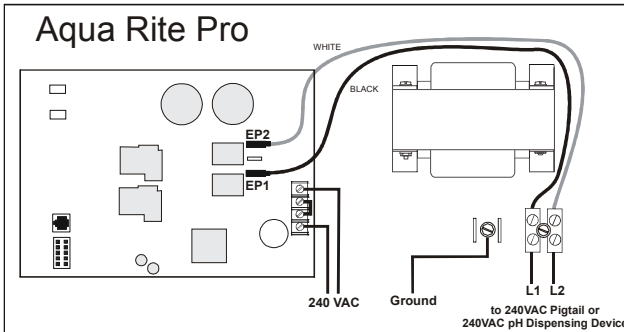 Aqua Rite Pro
WHITE
BLACK
EP2
EP1
240 VAC
Ground
L1 L2
to 240VAC Pigtail or
240VAC pH Dispensing Device